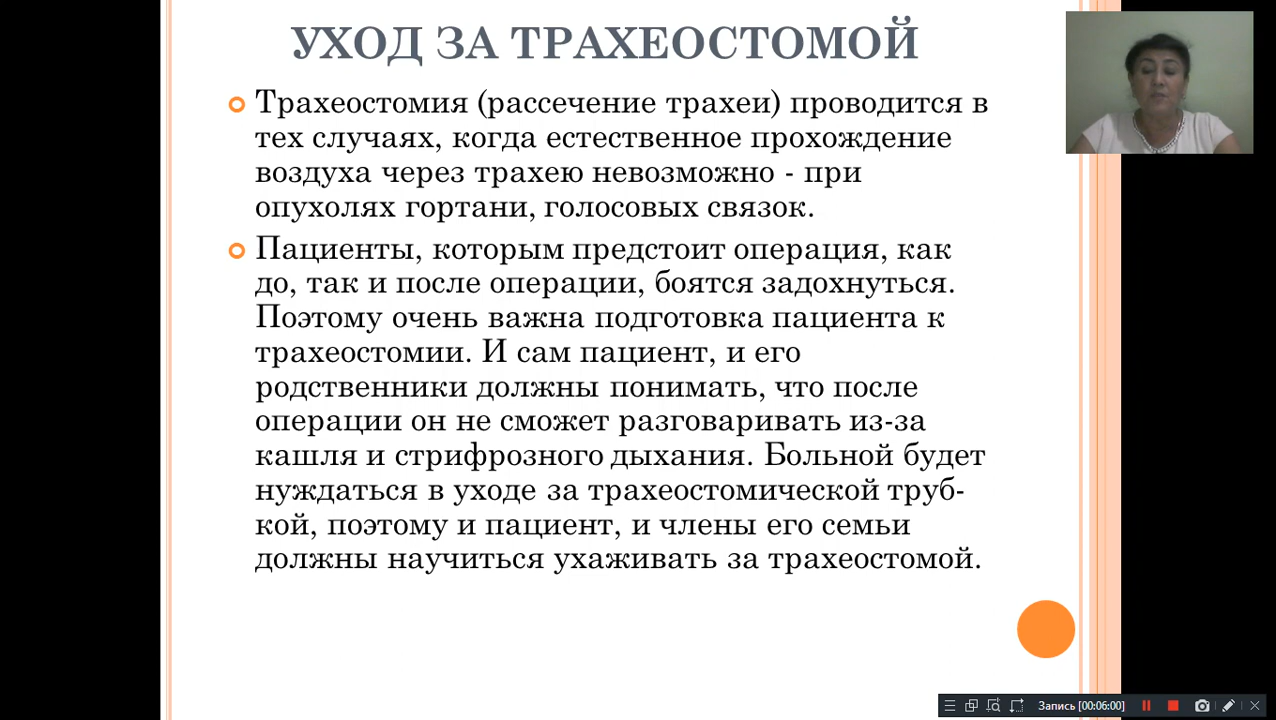 УХОД ЗА ТРАХЕОСТОМОЙ
Трахеостомия (рассечение трахеи) проводится в
тех случаях, когда естественное прохождение
воздуха через трахею невозможно - при
опухолях гортани, голосовых связок.
Пациенты, которым предстоит операция, как
до, так и после операции, боятся задохнуться.
Поэтому очень важна подготовка пациента к
трахеостомии. И сам пациент, и его
родственники должны понимать, что после
операции он не сможет разговаривать из-за
кашля и стрифрозного дыхания. Больной будет
нуждаться в уходе за трахеостомической труб-
кой, поэтому и пациент, и члены его семьи
должны научиться ухаживать за трахеостомой.
Запись [00:06:00]